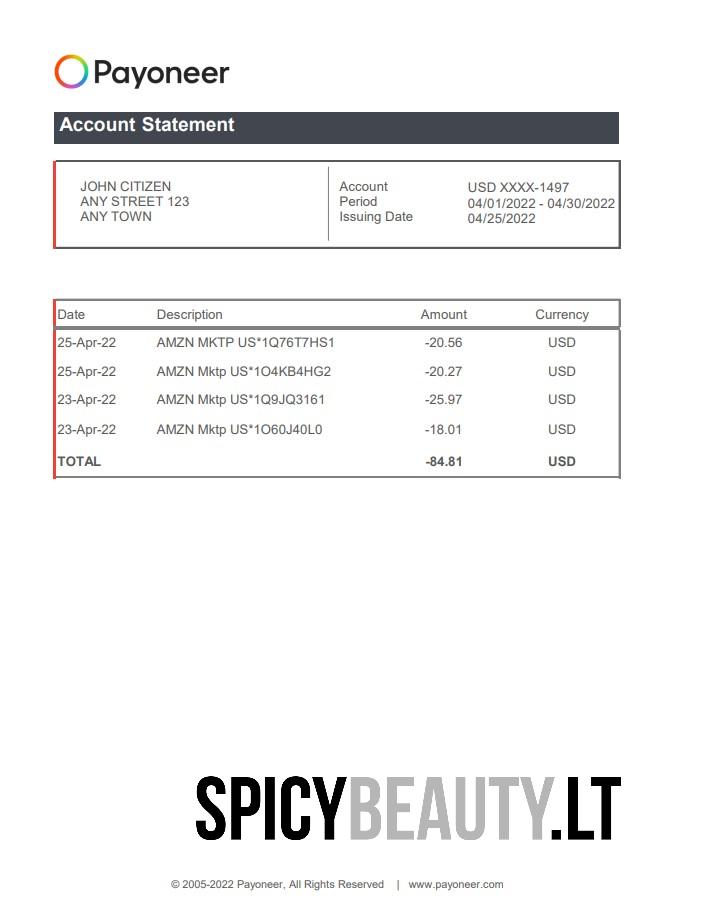 Payoneer
Account Statement
JOHN CITIZEN
ANY STREET 123
ANY TOWN
Account USD XXXX-1497
Period 04/01/2022 - 04/30/2022
Issuing Date 04/25/2022
Date Description Amount Currency
25-Apr-22 AMZN MKTP US*1Q76T7HS1 -20.56 USD
25-Apr-22 AMZN Mktp US*1O4KB4HG2 -20.27 USD
23-Apr-22 AMZN Mktp US*1Q9JQ3161 -25.97 USD
23-Apr-22 AMZN Mktp US*1O60J40L0 -18.01 USD
TOTAL -84.81 USD
SPICYBEAUTY.LT
© 2005-2022 Payoneer, All Rights Reserved | www.payoneer.com